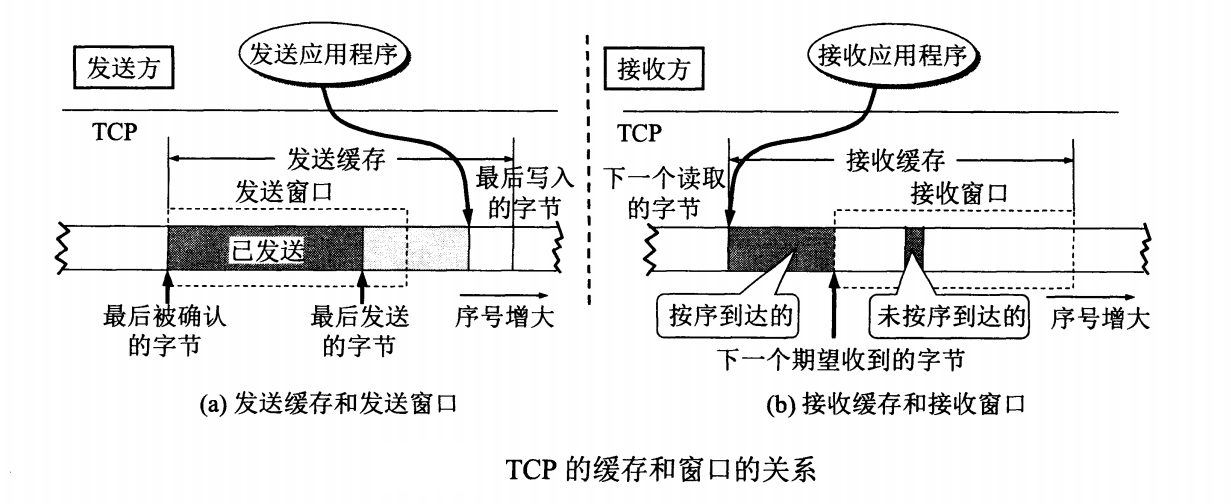 发送方
发送应用程序
TCP
发送缓存
发送窗口
最后写入
的字节
已发送
最后被确认
的字节
最后发送
的字节
序号增大
(a) 发送缓存和发送窗口
接收方
接收应用程序
TCP
接收缓存
下一个读取
的字节
接收窗口
按序到达的
未按序到达的
序号增大
下一个期望收到的字节
(b) 接收缓存和接收窗口
TCP 的缓存和窗口的关系